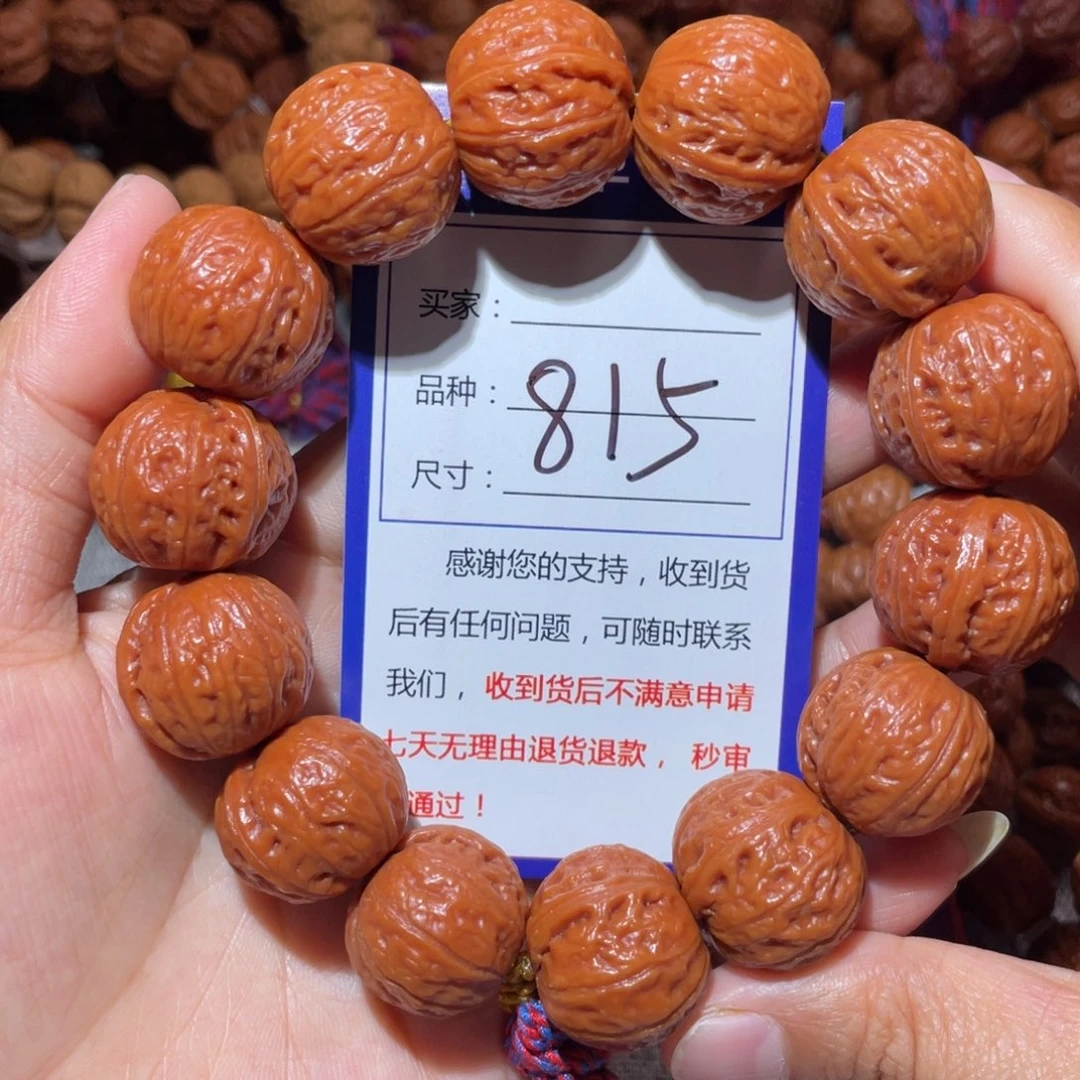 买家：
品种：815
尺寸：
感谢您的支持，收到货
后有任何问题，可随时联系
我们，收到货后不满意申请
七天无理由退货退款，秒审
通过！